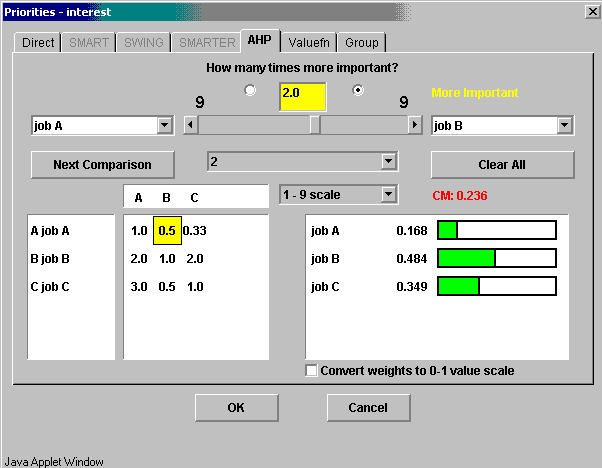 Priorities - interest
Direct SMART SWING SMARTER AHP Valuefn Group
How many times more important?
9 2.0 9 More Important
job A job B
Next Comparison 2 Clear All
A B C 1 - 9 scale CM: 0.236
A job A 1.0 0.5 0.33 job A 0.168
B job B 2.0 1.0 2.0 job B 0.484
C job C 3.0 0.5 1.0 job C 0.349
Convert weights to 0-1 value scale
OK Cancel
Java Applet Window